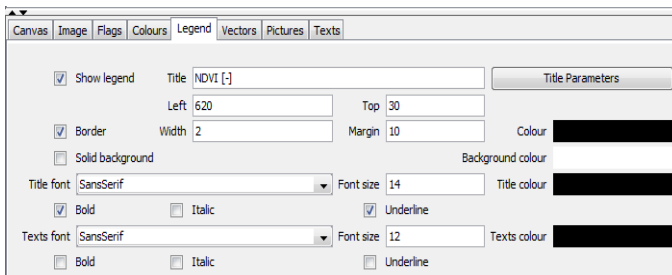 Canvas Image Flags Colours Legend Vectors Pictures Texts
Show legend Title NDVI [-] Title Parameters
Left 620 Top 30
Border Width 2 Margin 10 Colour
Solid background Background colour
Title font SansSerif Font size 14 Title colour
Bold Italic Underline
Texts font SansSerif Font size 12 Texts colour
Bold Italic Underline